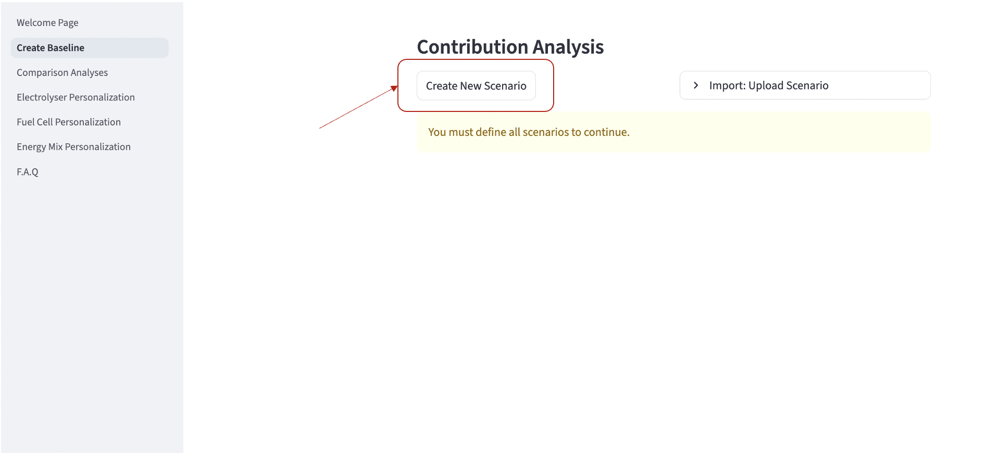 Welcome Page
Create Baseline
Comparison Analyses
Electrolyser Personalization
Fuel Cell Personalization
Energy Mix Personalization
F.A.Q
Contribution Analysis
Create New Scenario
Import: Upload Scenario
You must define all scenarios to continue.